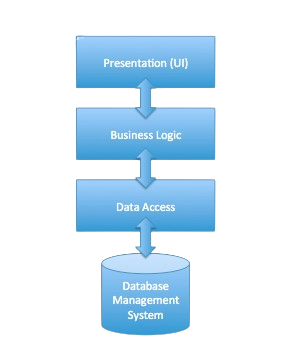 Presentation (UI)
Business Logic
Data Access
Database
Management
System